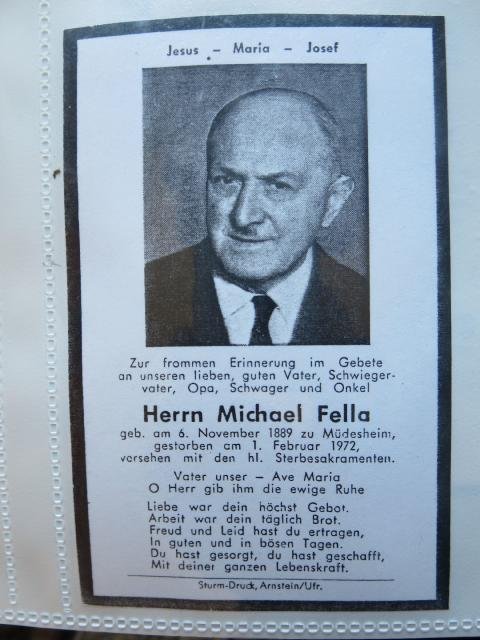 Jesus - Maria - Josef
Zur frommen Erinnerung im Gebete
an unseren lieben, guten Vater, Schwieger-
vater, Opa, Schwager und Onkel
Herrn Michael Fella
geb. am 6. November 1889 zu Müdesheim,
gestorben am 1. Februar 1972,
versehen mit den hl. Sterbesakramenten.
Vater unser - Ave Maria
O Herr gib ihm die ewige Ruhe
Liebe war dein höchst Gebot.
Arbeit war dein täglich Brot.
Freud und Leid hast du ertragen,
In guten und in bösen Tagen.
Du hast gesorgt, du hast geschafft,
Mit deiner ganzen Lebenskraft.
Sturm-Druck, Arnstein/Ufr.